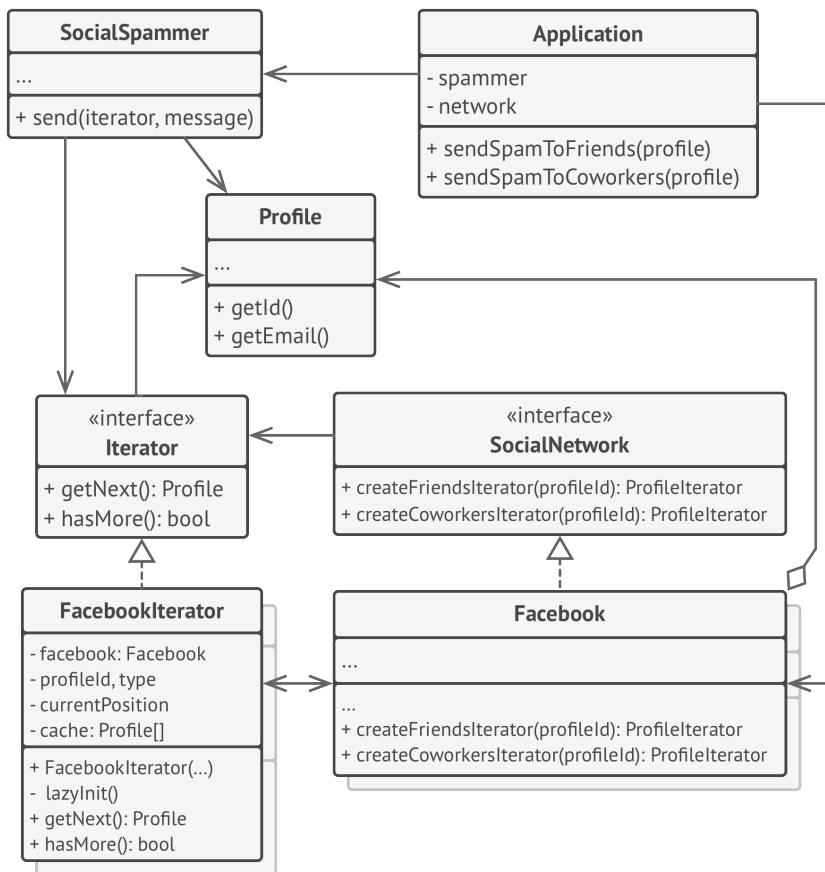 SocialSpammer
...
+ send(iterator, message)
Application
- spammer
- network
+ sendSpamToFriends(profile)
+ sendSpamToCoworkers(profile)
Profile
...
+ getId()
+ getEmail()
«interface»
Iterator
+ getNext(): Profile
+ hasMore(): bool
«interface»
SocialNetwork
+ createFriendsIterator(profileId): ProfileIterator
+ createCoworkersIterator(profileId): ProfileIterator
FacebookIterator
- facebook: Facebook
- profileId, type
- currentPosition
- cache: Profile[]
+ FacebookIterator(...)
- lazyInit()
+ getNext(): Profile
+ hasMore(): bool
Facebook
...
...
+ createFriendsIterator(profileId): ProfileIterator
+ createCoworkersIterator(profileId): ProfileIterator